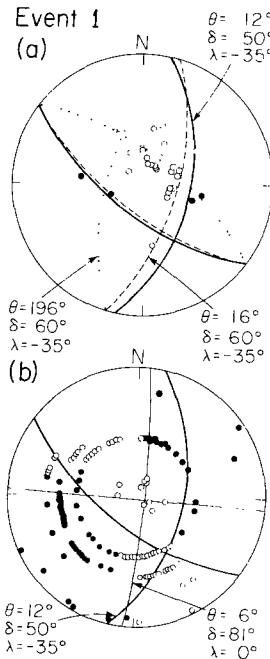 Event 1
(a)
N
θ = 12°
δ = 50°
λ = -35°
θ = 196°
δ = 60°
λ = -35°
θ = 16°
δ = 60°
λ = -35°
(b)
N
θ = 12°
δ = 50°
λ = -35°
θ = 6°
δ = 81°
λ = 0°